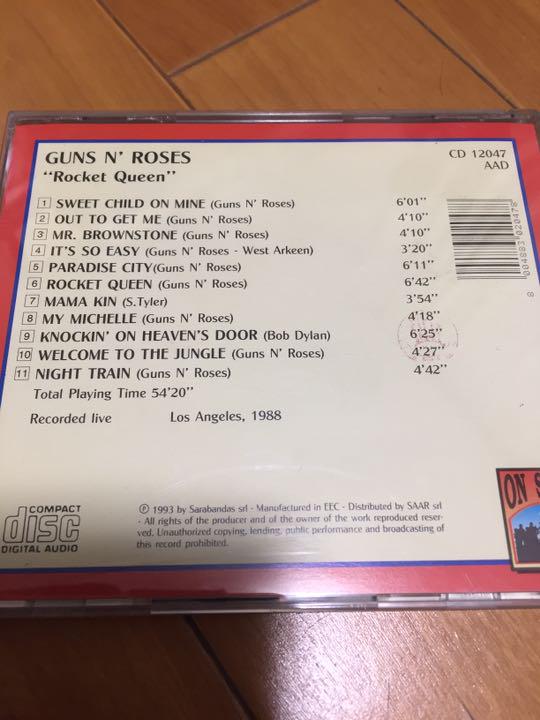 GUNS N' ROSES
"Rocket Queen"
CD 12047
AAD
1 SWEET CHILD ON MINE (Guns N' Roses) 6'01"
2 OUT TO GET ME (Guns N' Roses) 4'10"
3 MR. BROWNSTONE (Guns N' Roses) 4'10"
4 IT'S SO EASY (Guns N' Roses - West Arkeen) 3'20"
5 PARADISE CITY(Guns N' Roses) 6'11"
6 ROCKET QUEEN (Guns N' Roses) 6'42"
7 MAMA KIN (S.Tyler) 3'54"
8 MY MICHELLE (Guns N' Roses) 4'18"
9 KNOCKIN' ON HEAVEN'S DOOR (Bob Dylan) 6'25"
10 WELCOME TO THE JUNGLE (Guns N' Roses) 4'27"
11 NIGHT TRAIN (Guns N' Roses) 4'42"
Total Playing Time 54'20"
Recorded live Los Angeles, 1988
8 004883 020478
COMPACT
disc
DIGITAL AUDIO
℗ 1993 by Sarabandas srl - Manufactured in EEC - Distributed by SAAR srl
- All rights of the producer and of the owner of the work reproduced reser-
ved. Unauthorized copying, lending, public performance and broadcasting of
this record prohibited.
ON S